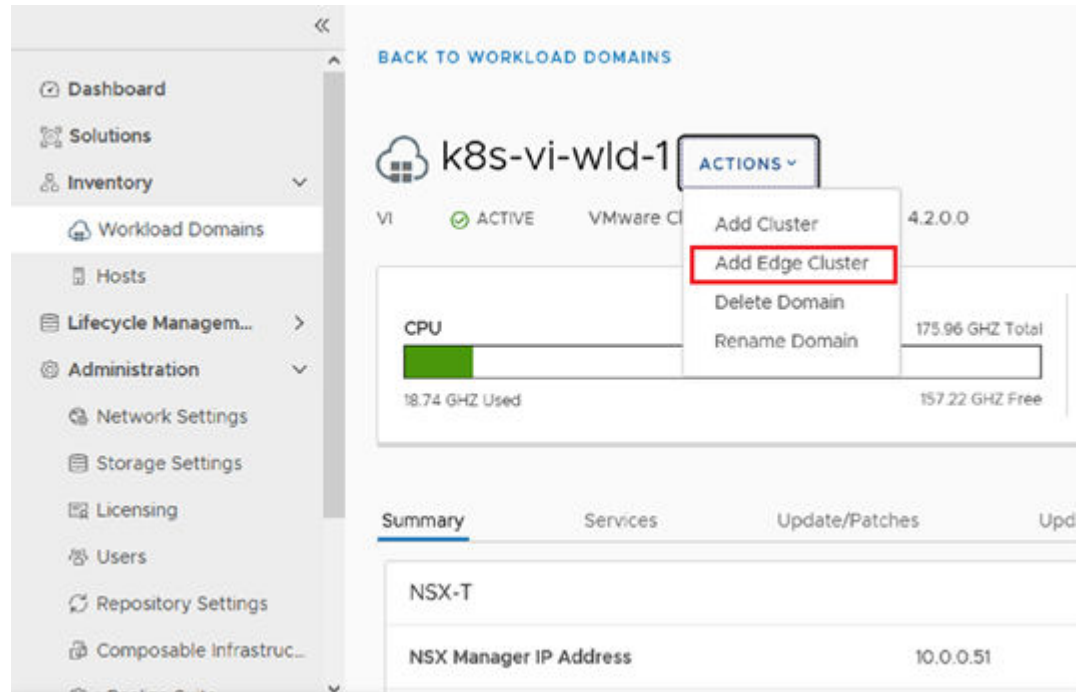 BACK TO WORKLOAD DOMAINS
Dashboard
Solutions
Inventory
Workload Domains
Hosts
Lifecycle Managem...
Administration
Network Settings
Storage Settings
Licensing
Users
Repository Settings
Composable Infrastruc...
k8s-vi-wld-1
ACTIONS
VI
ACTIVE
VMware Cl
4.2.0.0
Add Cluster
Add Edge Cluster
Delete Domain
Rename Domain
CPU
175.96 GHZ Total
18.74 GHZ Used
157.22 GHZ Free
Summary
Services
Update/Patches
Upd
NSX-T
NSX Manager IP Address
10.0.0.51